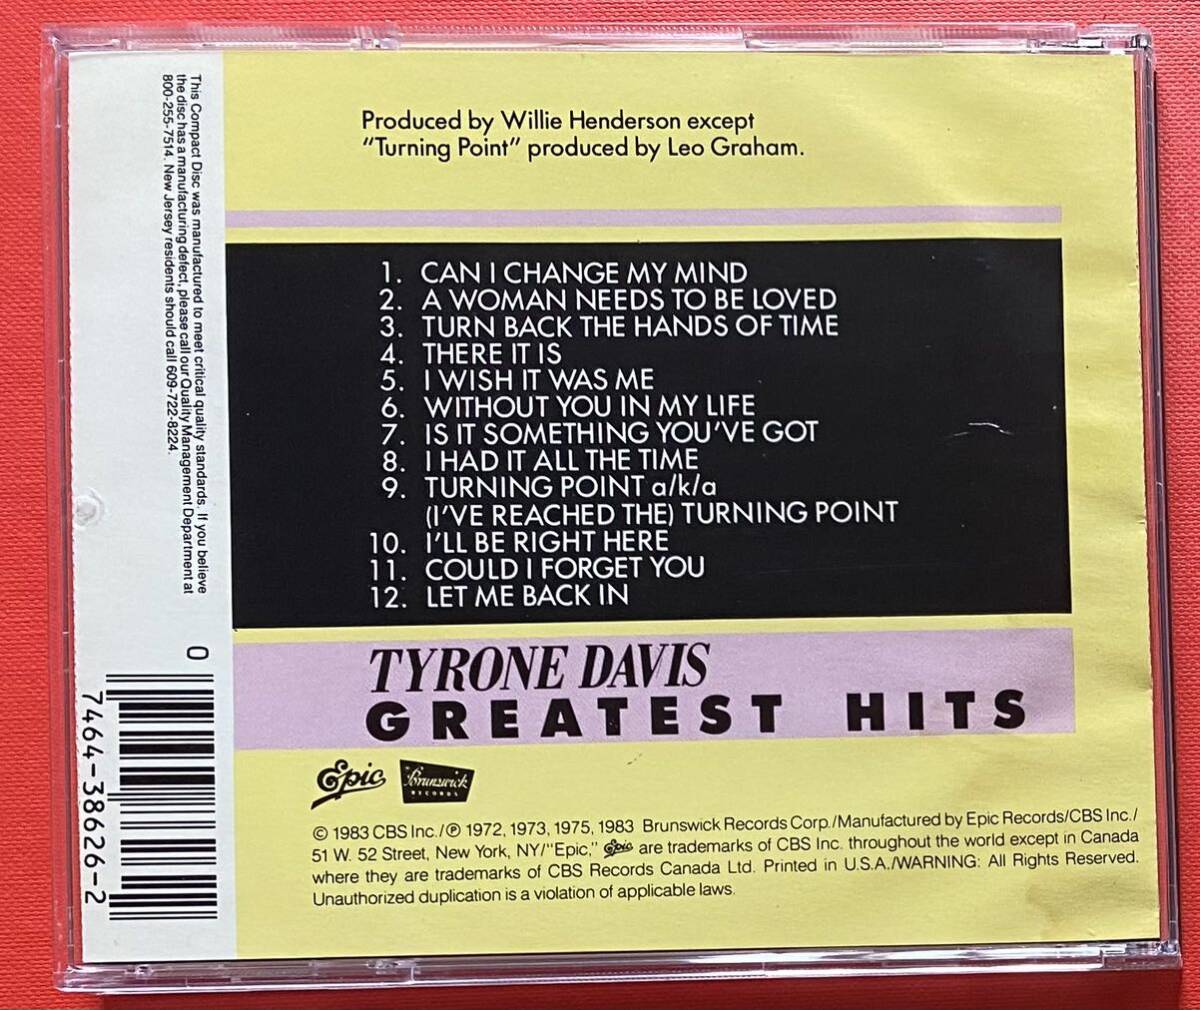 Produced by Willie Henderson except
"Turning Point" produced by Leo Graham.
1. CAN I CHANGE MY MIND
2. A WOMAN NEEDS TO BE LOVED
3. TURN BACK THE HANDS OF TIME
4. THERE IT IS
5. I WISH IT WAS ME
6. WITHOUT YOU IN MY LIFE
7. IS IT SOMETHING YOU'VE GOT
8. I HAD IT ALL THE TIME
9. TURNING POINT a/k/a
(I'VE REACHED THE) TURNING POINT
10. I'LL BE RIGHT HERE
11. COULD I FORGET YOU
12. LET ME BACK IN
TYRONE DAVIS
GREATEST HITS
Epic Brunswick
RECORDS
© 1983 CBS Inc./℗ 1972, 1973, 1975, 1983 Brunswick Records Corp./Manufactured by Epic Records/CBS Inc./
51 W. 52 Street, New York, NY/"Epic," Epic are trademarks of CBS Inc. throughout the world except in Canada
where they are trademarks of CBS Records Canada Ltd. Printed in U.S.A./WARNING: All Rights Reserved.
Unauthorized duplication is a violation of applicable laws.
This Compact Disc was manufactured to meet critical quality standards. If you believe
the disc has a manufacturing defect, please call our Quality Management Department at
800-255-7514. New Jersey residents should call 609-722-8224.
0
7464-38626-2